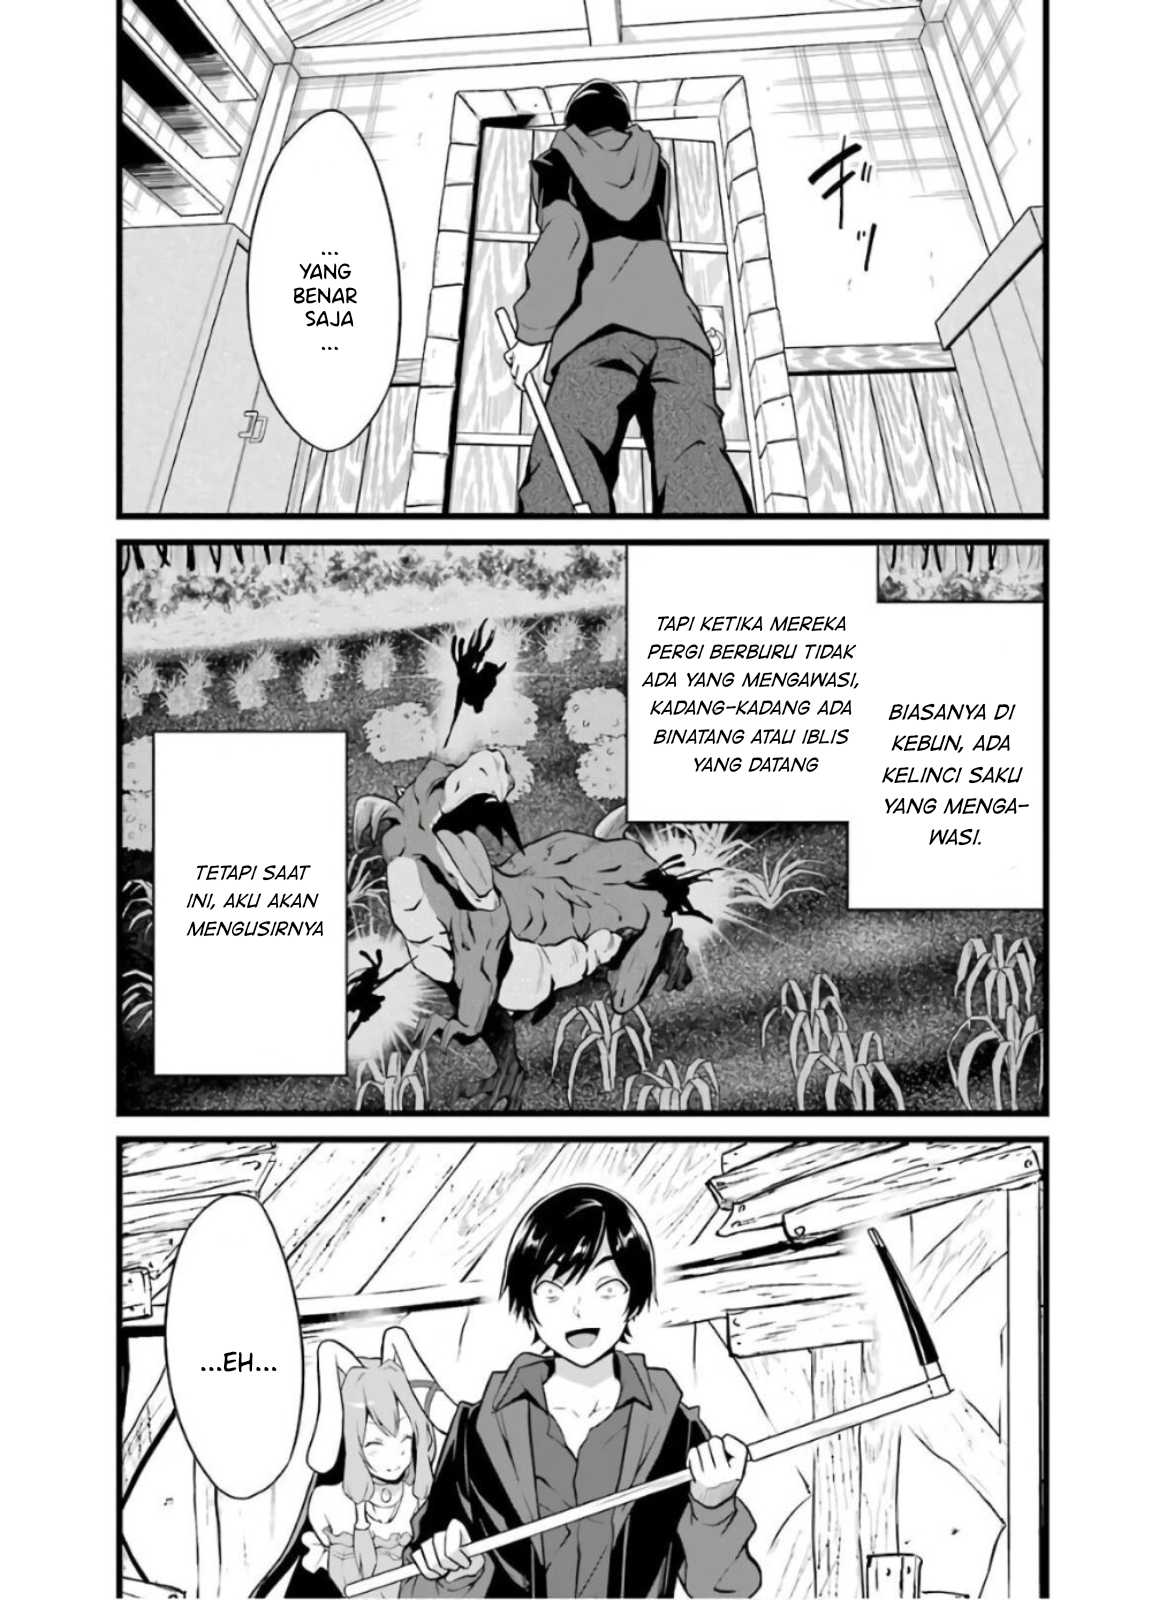 ...
YANG
BENAR
SAJA
...
ギッ
BIASANYA DI
KEBUN, ADA
KELINCI SAKU
YANG MENGA-
WASI.
TAPI KETIKA MEREKA
PERGI BERBURU TIDAK
ADA YANG MENGAWASI,
KADANG-KADANG ADA
BINATANG ATAU IBLIS
YANG DATANG
TETAPI SAAT
INI, AKU AKAN
MENGUSIRNYA
...EH...